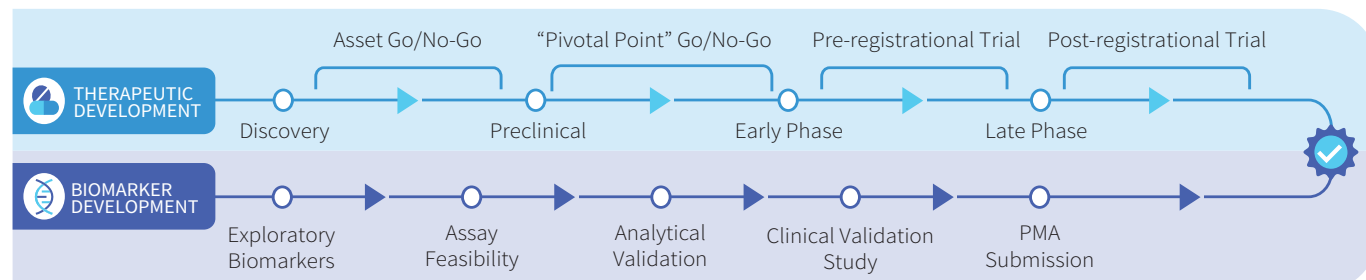 Asset Go/No-Go
“Pivotal Point” Go/No-Go
Pre-registrational Trial
Post-registrational Trial
THERAPEUTIC
DEVELOPMENT
Discovery
Preclinical
Early Phase
Late Phase
BIOMARKER
DEVELOPMENT
Exploratory
Biomarkers
Assay
Feasibility
Analytical
Validation
Clinical Validation
Study
PMA
Submission